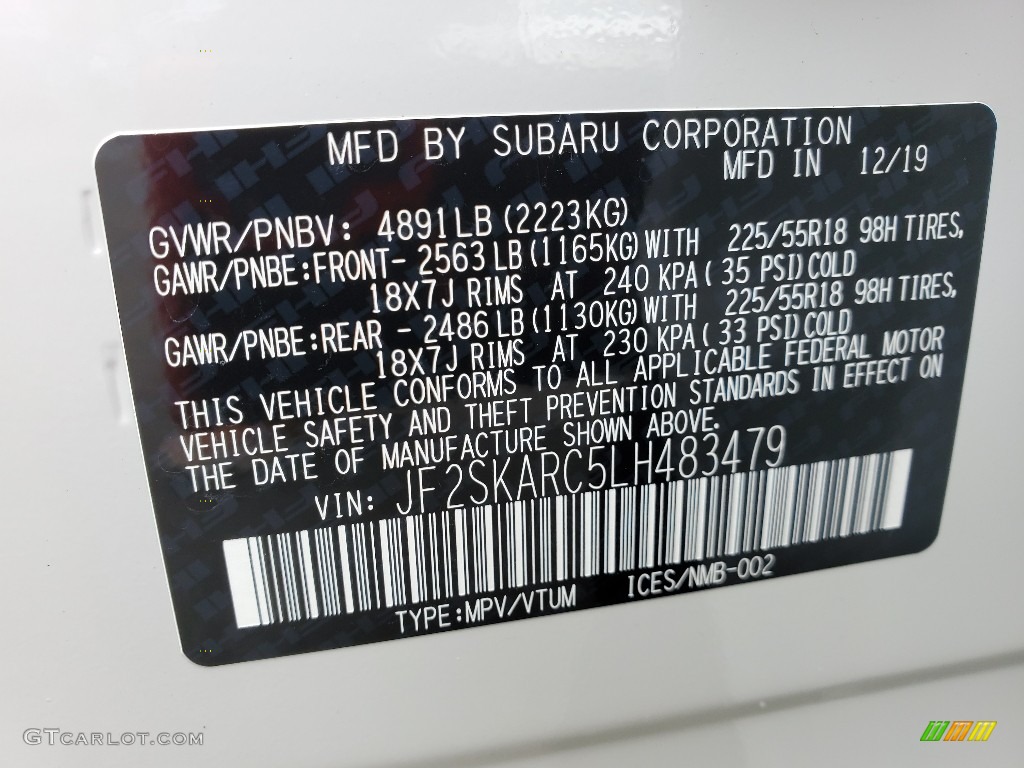 MFD BY SUBARU CORPORATION
MFD IN 12/19
GVWR/PNBV: 4891LB (2223KG)
GAWR/PNBE:FRONT- 2563LB (1165KG)WITH 225/55R18 98H TIRES,
18X7J RIMS AT 240 KPA( 35 PSI)COLD
GAWR/PNBE:REAR - 2486LB (1130KG)WITH 225/55R18 98H TIRES,
18X7J RIMS AT 230 KPA( 33 PSI)COLD
THIS VEHICLE CONFORMS TO ALL APPLICABLE FEDERAL MOTOR
VEHICLE SAFETY AND THEFT PREVENTION STANDARDS IN EFFECT ON
THE DATE OF MANUFACTURE SHOWN ABOVE.
VIN: JF2SKARC5LH483479
TYPE:MPV/VTUM ICES/NMB-002
GTCARLOT.COM